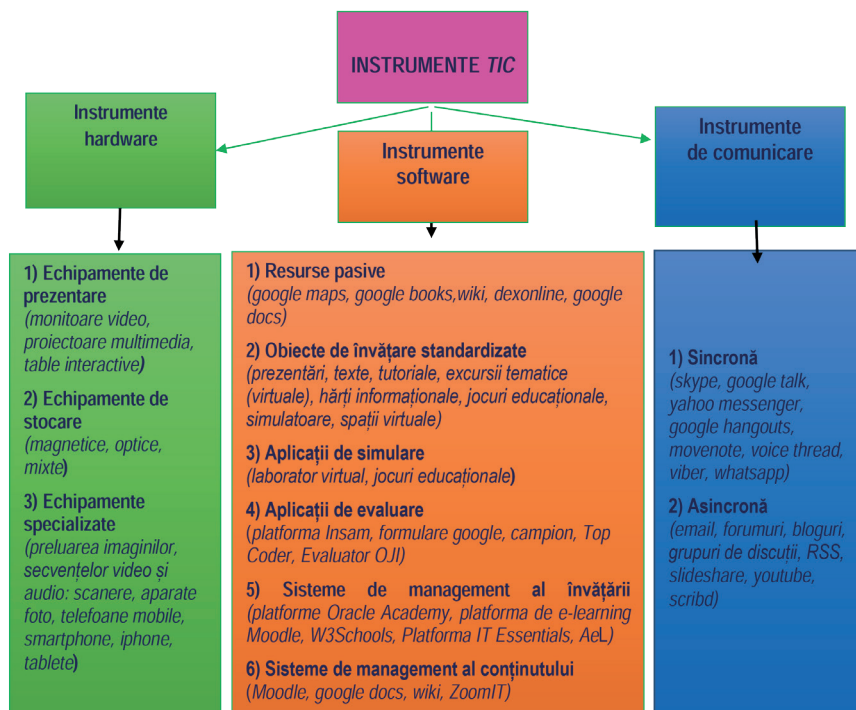 INSTRUMENTE TIC
Instrumente
hardware
Instrumente
software
Instrumente
de comunicare
1) Echipamente de
prezentare
(monitoare video,
proiectoare multimedia,
table interactive)
2) Echipamente de
stocare
(magnetice, optice,
mixte)
3) Echipamente
specializate
(preluarea imaginilor,
secvențelor video și
audio: scanere, aparate
foto, telefoane mobile,
smartphone, iphone,
tablete)
1) Resurse pasive
(google maps, google books,wiki, dexonline, google
docs)
2) Obiecte de învățare standardizate
(prezentări, texte, tutoriale, excursii tematice
(virtuale), hărți informaționale, jocuri educaționale,
simulatoare, spații virtuale)
3) Aplicații de simulare
(laborator virtual, jocuri educaționale)
4) Aplicații de evaluare
(platforma Insam, formulare google, campion, Top
Coder, Evaluator OJI)
5) Sisteme de management al învățării
(platforme Oracle Academy, platforma de e-learning
Moodle, W3Schools, Platforma IT Essentials, AeL)
6) Sisteme de management al conținutului
(Moodle, google docs, wiki, ZoomIT)
1) Sincronă
(skype, google talk,
yahoo messenger,
google hangouts,
movenote, voice thread,
viber, whatsapp)
2) Asincronă
(email, forumuri, bloguri,
grupuri de discuții, RSS,
slideshare, youtube,
scribd)